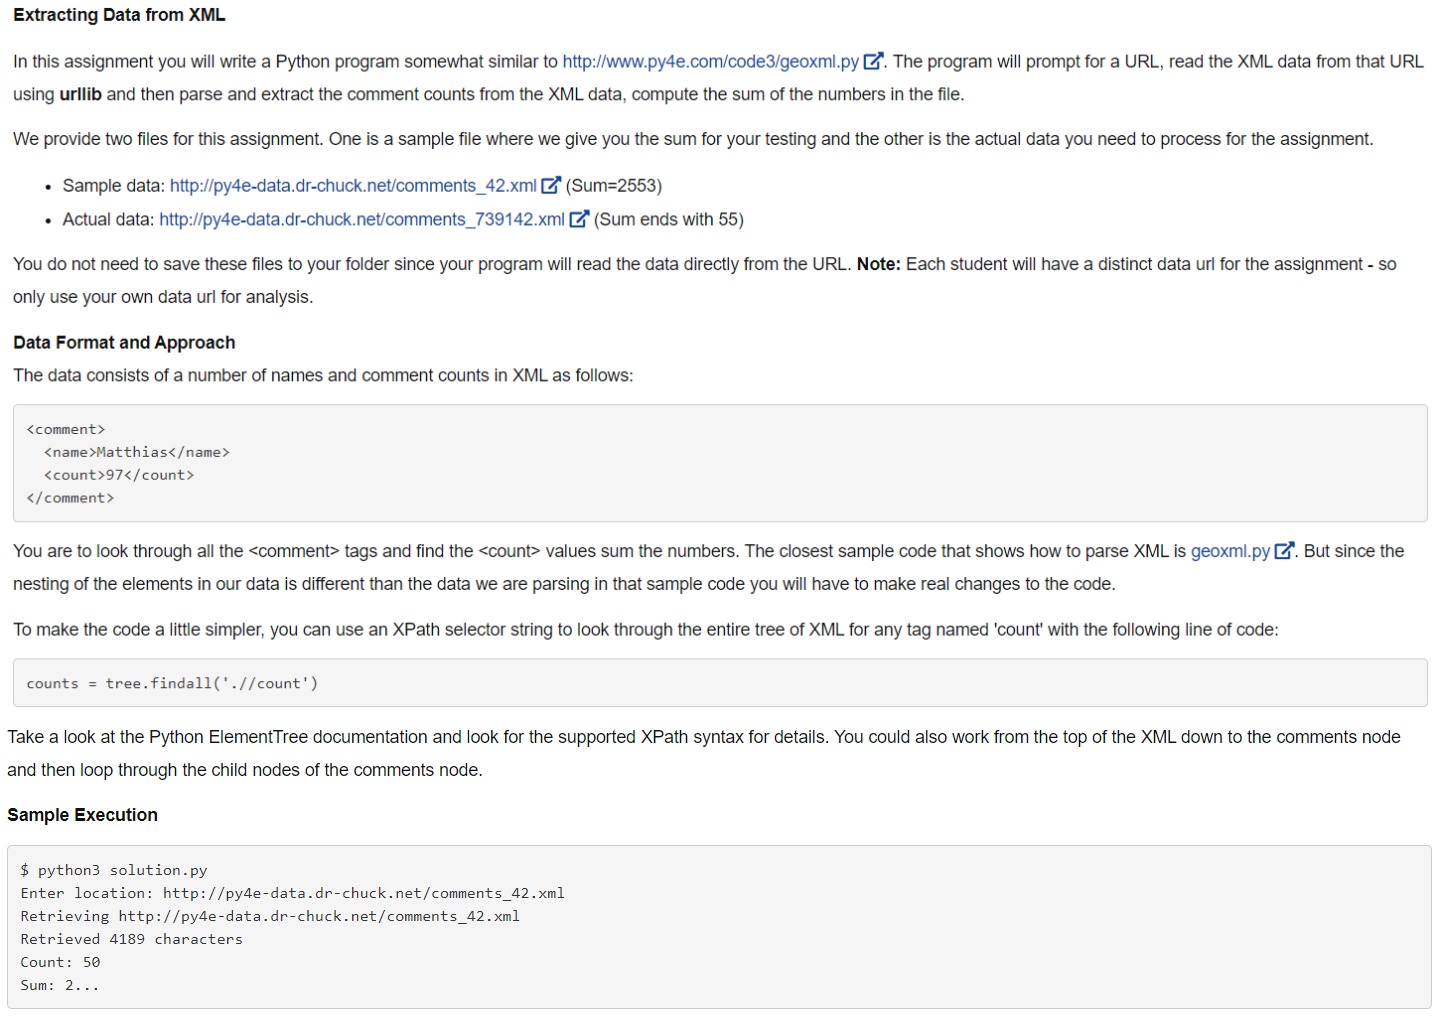 Extracting Data from XML
In this assignment you will write a Python program somewhat similar to http://www.py4e.com/code3/geoxml.py. The program will prompt for a URL, read the XML data from that URL
using urllib and then parse and extract the comment counts from the XML data, compute the sum of the numbers in the file.
We provide two files for this assignment. One is a sample file where we give you the sum for your testing and the other is the actual data you need to process for the assignment.
• Sample data: http://py4e-data.dr-chuck.net/comments_42.xml (Sum=2553)
• Actual data: http://py4e-data.dr-chuck.net/comments_739142.xml (Sum ends with 55)
You do not need to save these files to your folder since your program will read the data directly from the URL. Note: Each student will have a distinct data url for the assignment - so
only use your own data url for analysis.
Data Format and Approach
The data consists of a number of names and comment counts in XML as follows:
<comment>
  <name>Matthias</name>
  <count>97</count>
</comment>
You are to look through all the <comment> tags and find the <count> values sum the numbers. The closest sample code that shows how to parse XML is geoxml.py. But since the
nesting of the elements in our data is different than the data we are parsing in that sample code you will have to make real changes to the code.
To make the code a little simpler, you can use an XPath selector string to look through the entire tree of XML for any tag named 'count' with the following line of code:
counts = tree.findall('.//count')
Take a look at the Python ElementTree documentation and look for the supported XPath syntax for details. You could also work from the top of the XML down to the comments node
and then loop through the child nodes of the comments node.
Sample Execution
$ python3 solution.py
Enter location: http://py4e-data.dr-chuck.net/comments_42.xml
Retrieving http://py4e-data.dr-chuck.net/comments_42.xml
Retrieved 4189 characters
Count: 50
Sum: 2...